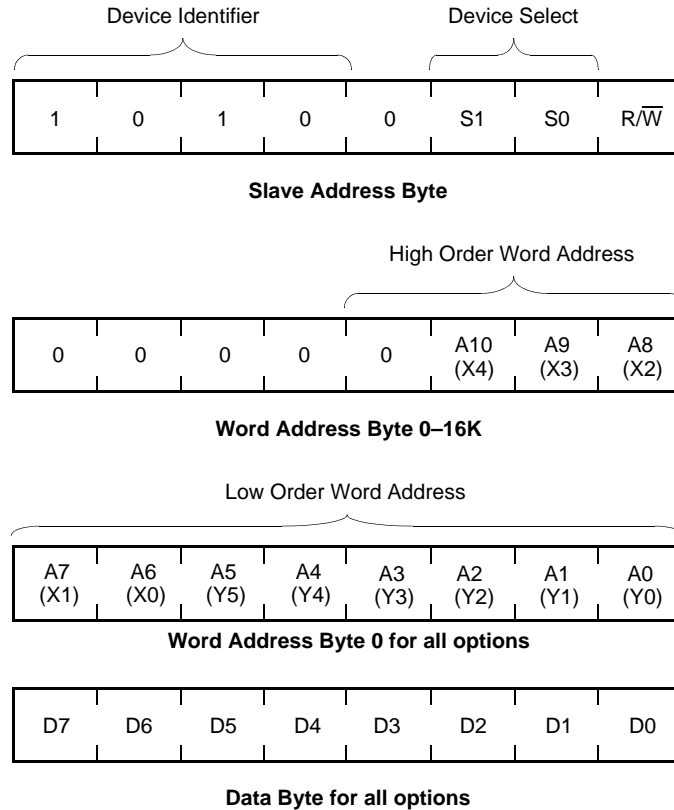 Device Identifier Device Select
1 0 1 0 0 S1 S0 R/W̅
Slave Address Byte
High Order Word Address
0 0 0 0 0 A10 A9 A8
(X4) (X3) (X2)
Word Address Byte 0–16K
Low Order Word Address
A7 A6 A5 A4 A3 A2 A1 A0
(X1) (X0) (Y5) (Y4) (Y3) (Y2) (Y1) (Y0)
Word Address Byte 0 for all options
D7 D6 D5 D4 D3 D2 D1 D0
Data Byte for all options